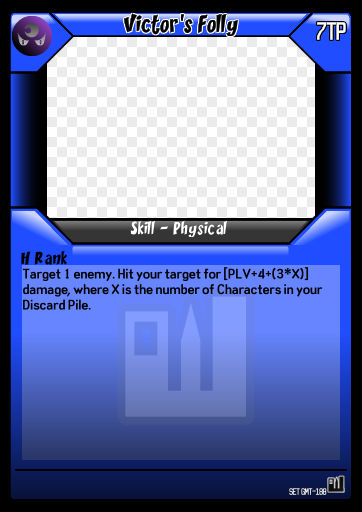 Victor's Folly
7TP
Skill - Physical
H Rank
Target 1 enemy. Hit your target for [PLV+4+(3*X)]
damage, where X is the number of Characters in your
Discard Pile.
SET GMT-188